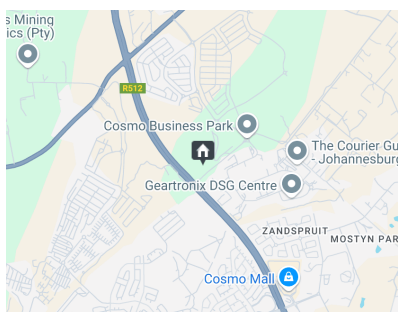 s Mining
ics (Pty)
R512
Cosmo Business Park
The Courier Gu
- Johannesburg
Geartronix DSG Centre
ZANDSPRUIT
MOSTYN PAR
Cosmo Mall